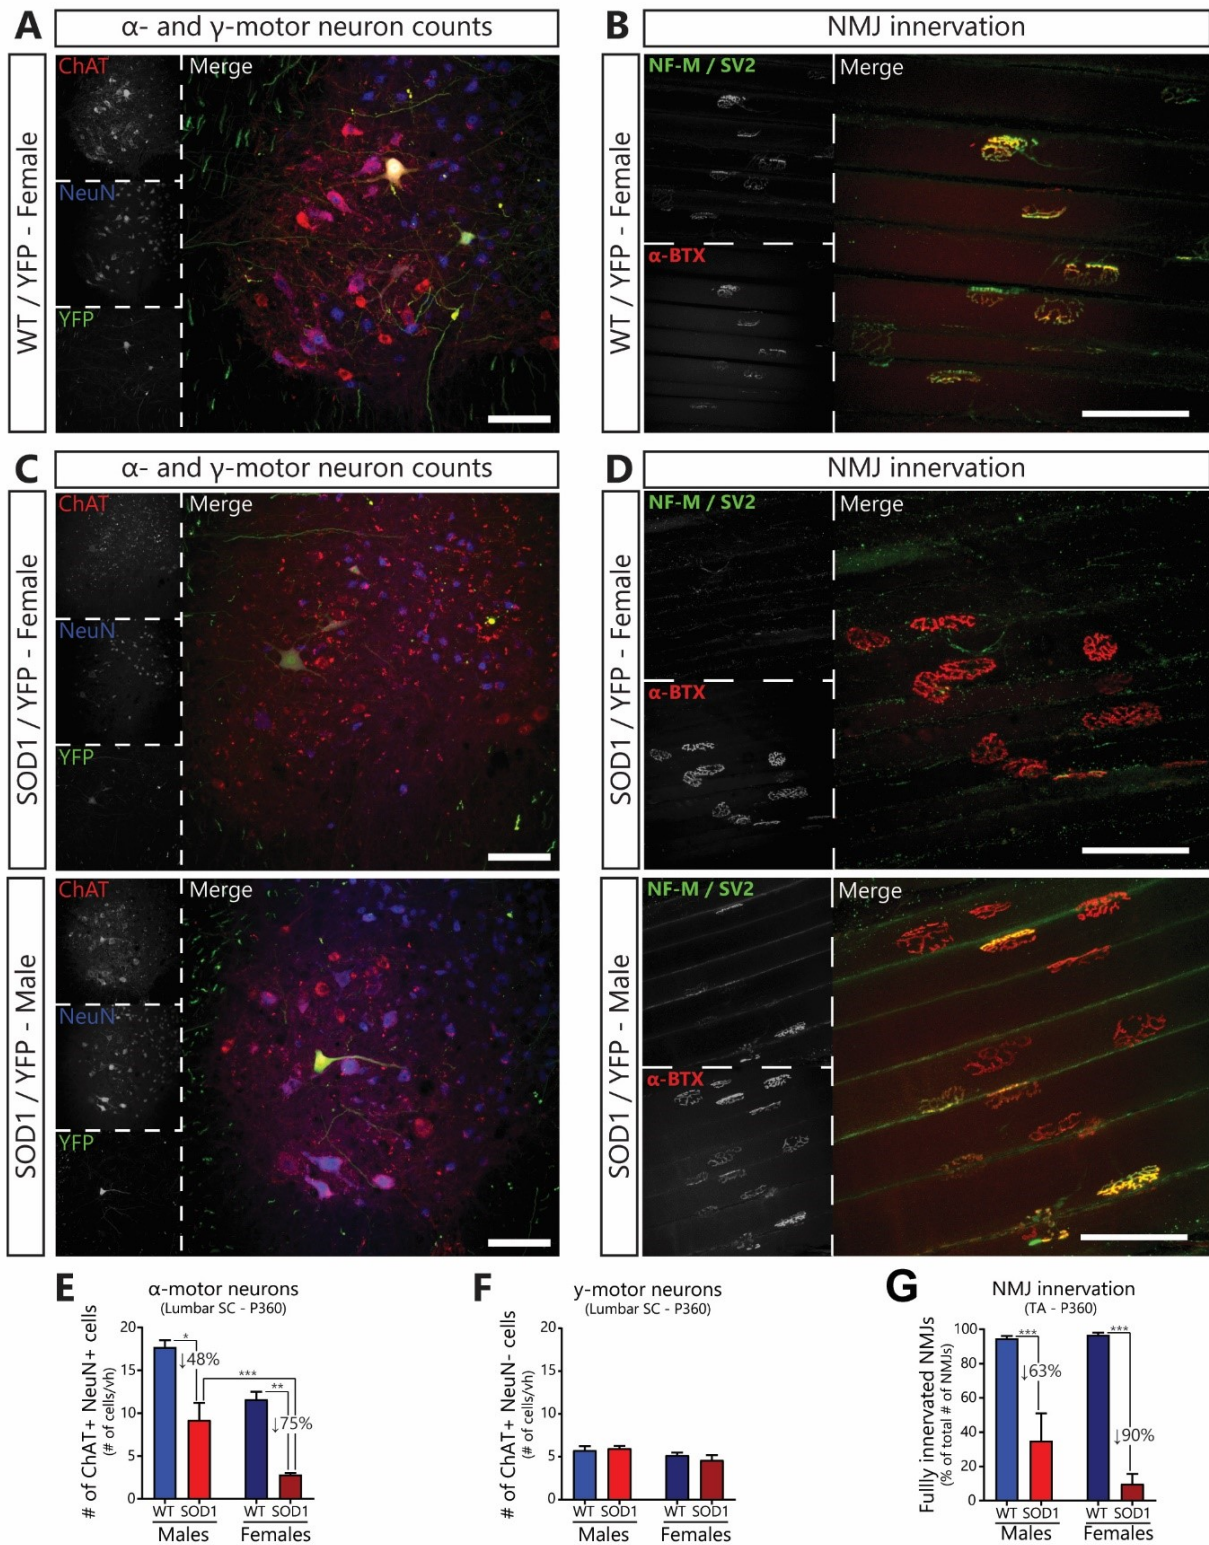 A
α- and γ-motor neuron counts
WT / YFP - Female
ChAT
Merge
NeuN
YFP
B
NMJ innervation
WT / YFP - Female
NF-M / SV2
Merge
α-BTX
C
α- and γ-motor neuron counts
SOD1 / YFP - Female
ChAT
Merge
NeuN
YFP
SOD1 / YFP - Male
ChAT
Merge
NeuN
YFP
D
NMJ innervation
SOD1 / YFP - Female
NF-M / SV2
Merge
α-BTX
SOD1 / YFP - Male
NF-M / SV2
Merge
α-BTX
E
α-motor neurons
(Lumbar SC - P360)
# of ChAT+ NeuN+ cells
(# of cells/vh)
20
15
10
5
0
*
↓48%
***
**
↓75%
WT SOD1
WT SOD1
Males
Females
F
y-motor neurons
(Lumbar SC - P360)
# of ChAT+ NeuN- cells
(# of cells/vh)
20
15
10
5
0
WT SOD1
WT SOD1
Males
Females
G
NMJ innervation
(TA - P360)
Fullly innervated NMJs
(% of total # of NMJs)
100
80
60
40
20
0
***
↓63%
***
↓90%
WT SOD1
WT SOD1
Males
Females